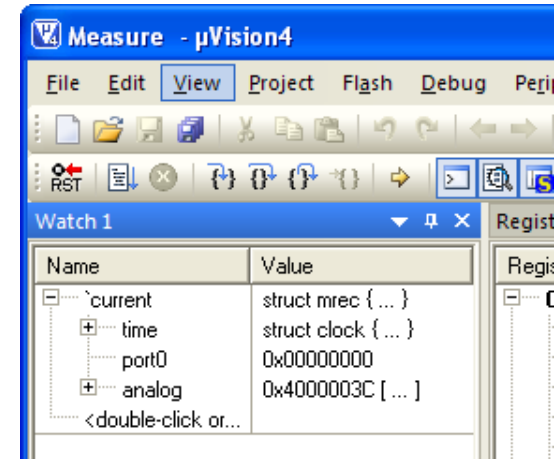 Measure - µVision4
File Edit View Project Flash Debug Perip
RST
Watch 1 Regist
Name Value Regis
`current struct mrec { ... }
time struct clock { ... }
port0 0x00000000
analog 0x4000003C [ ... ]
<double-click or...